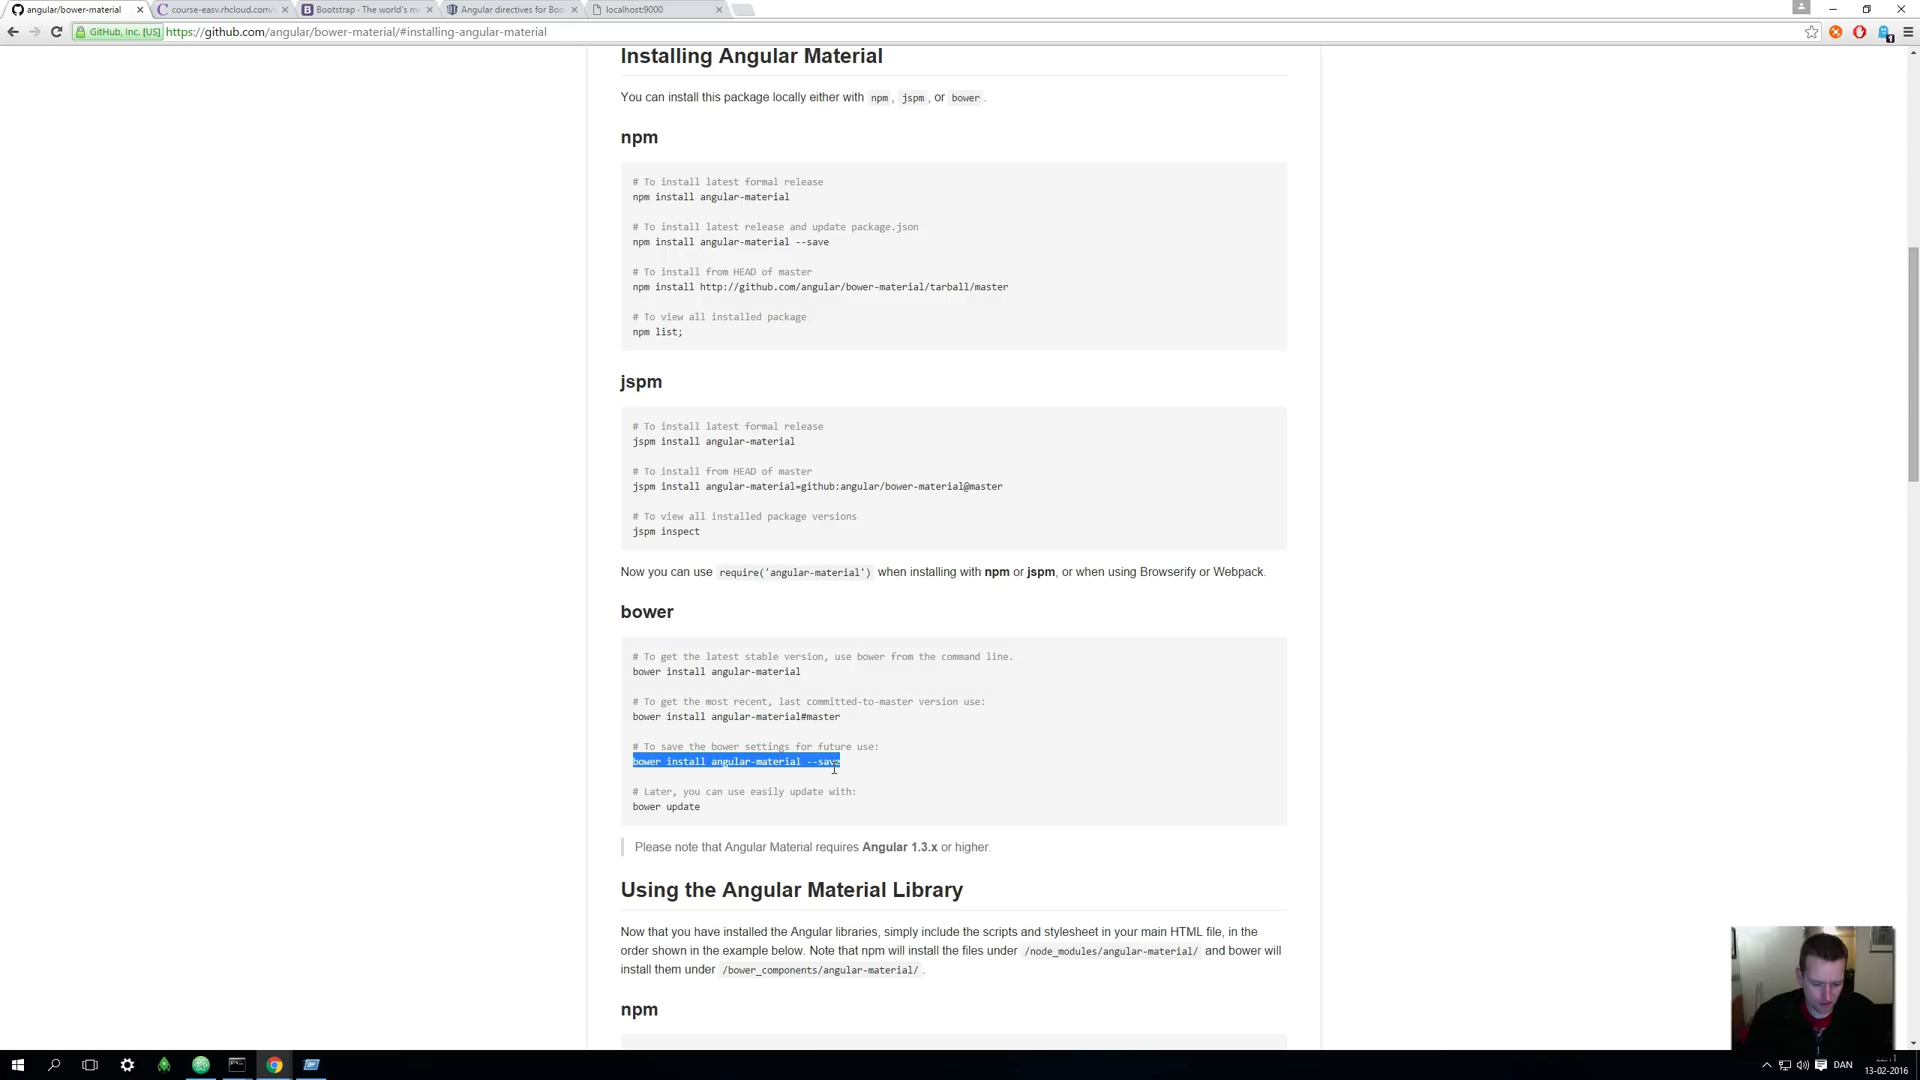 angular/bower-material
course-easv.rhcloud.com/
Bootstrap · The world's m
Angular directives for Boo
localhost:9000
GitHub, Inc. [US]
https://github.com/angular/bower-material/#installing-angular-material
Installing Angular Material
You can install this package locally either with npm, jspm, or bower.
npm
# To install latest formal release
npm install angular-material
# To install latest release and update package.json
npm install angular-material --save
# To install from HEAD of master
npm install http://github.com/angular/bower-material/tarball/master
# To view all installed package
npm list;
jspm
# To install latest formal release
jspm install angular-material
# To install from HEAD of master
jspm install angular-material=github:angular/bower-material@master
# To view all installed package versions
jspm inspect
Now you can use require('angular-material') when installing with npm or jspm, or when using Browserify or Webpack.
bower
# To get the latest stable version, use bower from the command line.
bower install angular-material
# To get the most recent, last committed-to-master version use:
bower install angular-material#master
# To save the bower settings for future use:
bower install angular-material --save
# Later, you can use easily update with:
bower update
Please note that Angular Material requires Angular 1.3.x or higher.
Using the Angular Material Library
Now that you have installed the Angular libraries, simply include the scripts and stylesheet in your main HTML file, in the
order shown in the example below. Note that npm will install the files under /node_modules/angular-material/ and bower will
install them under /bower_components/angular-material/.
npm
DAN
13-02-2016